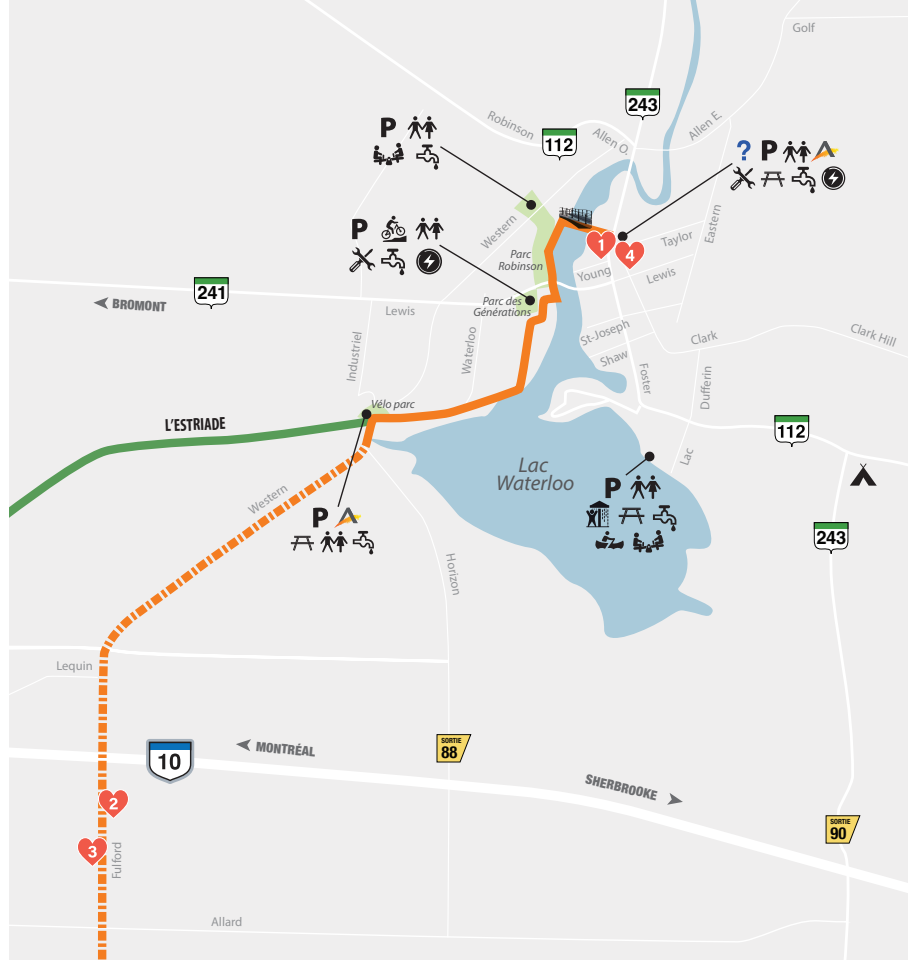 Golf
243
Robinson
Allen O.
Allen E.
112
P
? P
Eastern
Western
1
4
Taylor
P
Parc
Robinson
Young
Lewis
241
BROMONT
Parc des
Générations
Lewis
St-Joseph
Clark
Clark Hill
Industriel
Waterloo
Shaw
Foster
Dufferin
Vélo parc
L'ESTRIADE
112
Lac
Waterloo
Lac
P
Western
P
243
Horizon
Lequin
MONTRÉAL
SORTIE
88
10
SHERBROOKE
2
SORTIE
90
3
Fulford
Allard